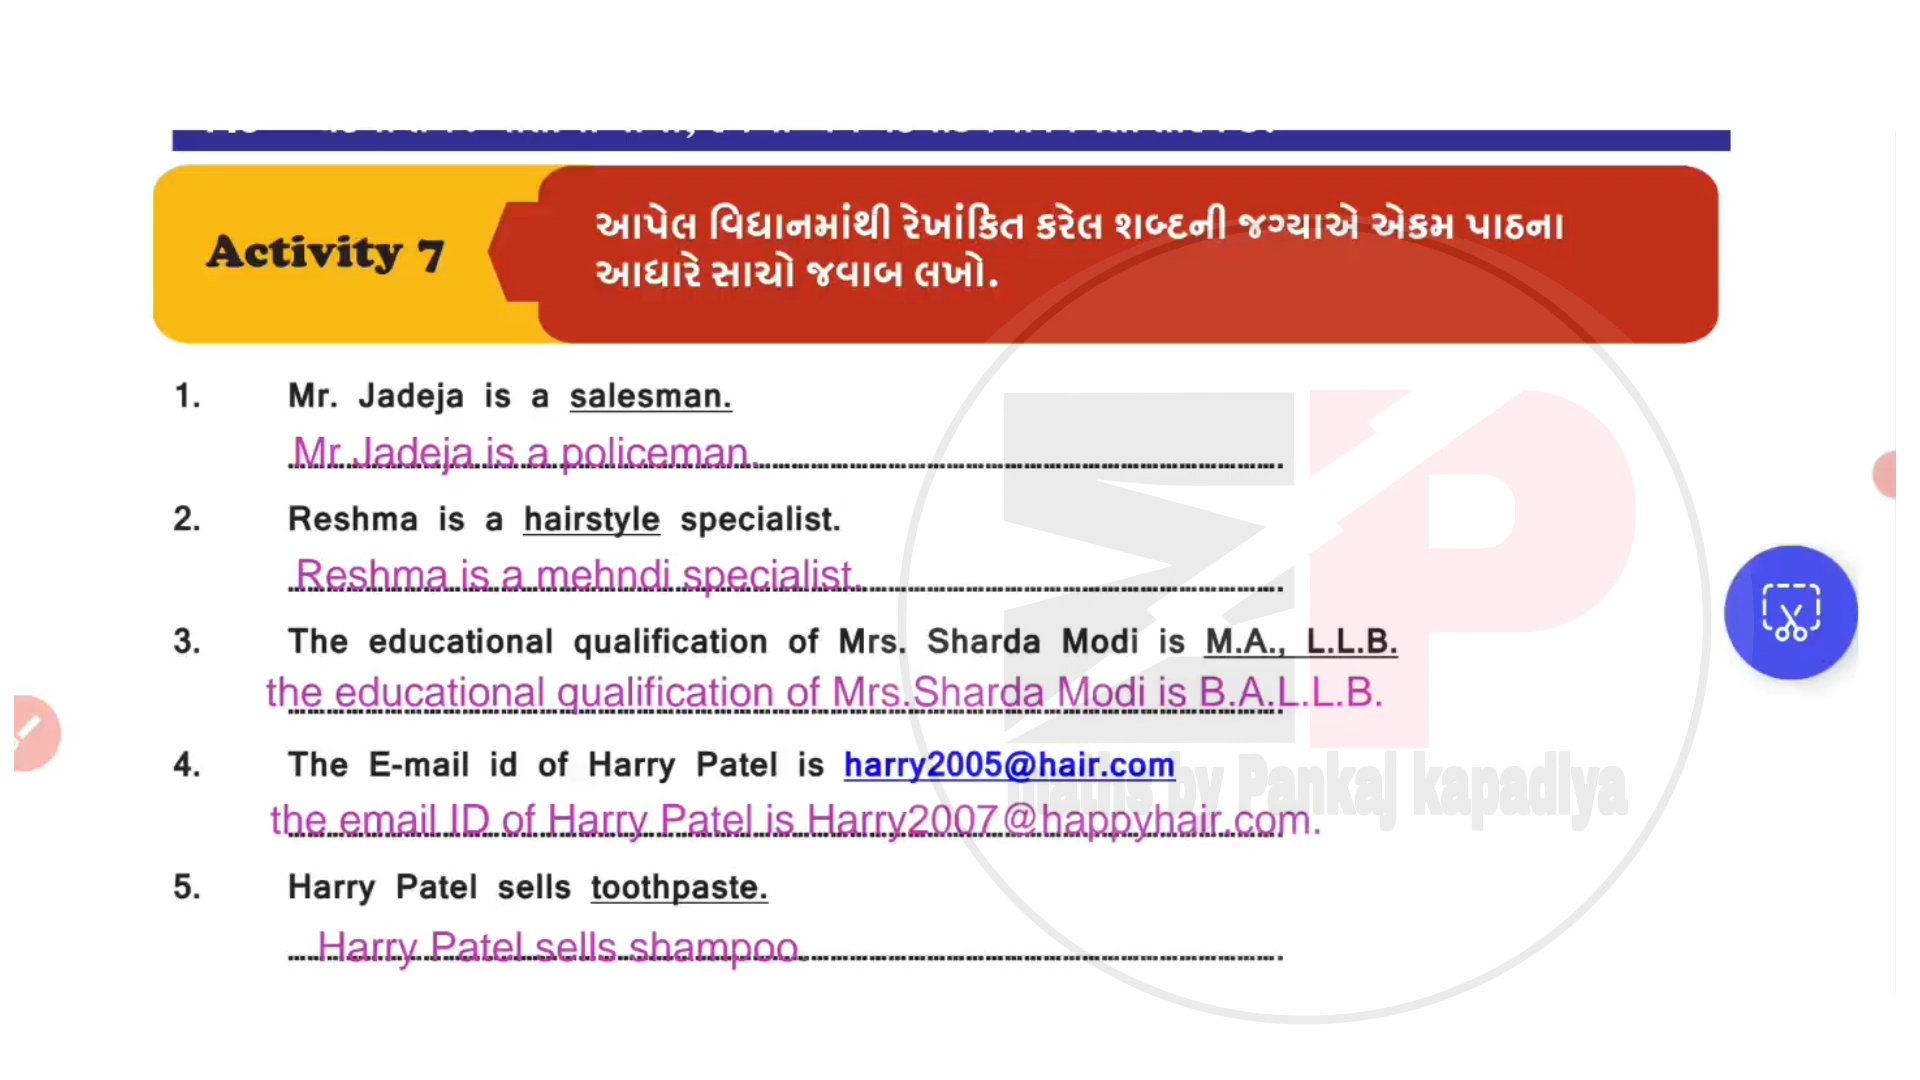 Activity 7
આપેલ વિધાનમાંથી રેખાંકિત કરેલ શબ્દની જગ્યાએ એકમ પાઠના
આધારે સાચો જવાબ લખો.
1. Mr. Jadeja is a salesman.
Mr Jadeja is a policeman.
2. Reshma is a hairstyle specialist.
Reshma is a mehndi specialist.
3. The educational qualification of Mrs. Sharda Modi is M.A., L.L.B.
the educational qualification of Mrs.Sharda Modi is B.A.L.L.B.
4. The E-mail id of Harry Patel is harry2005@hair.com
the email ID of Harry Patel is Harry2007@happyhair.com.
maths by Pankaj kapadiya
5. Harry Patel sells toothpaste.
Harry Patel sells shampoo.